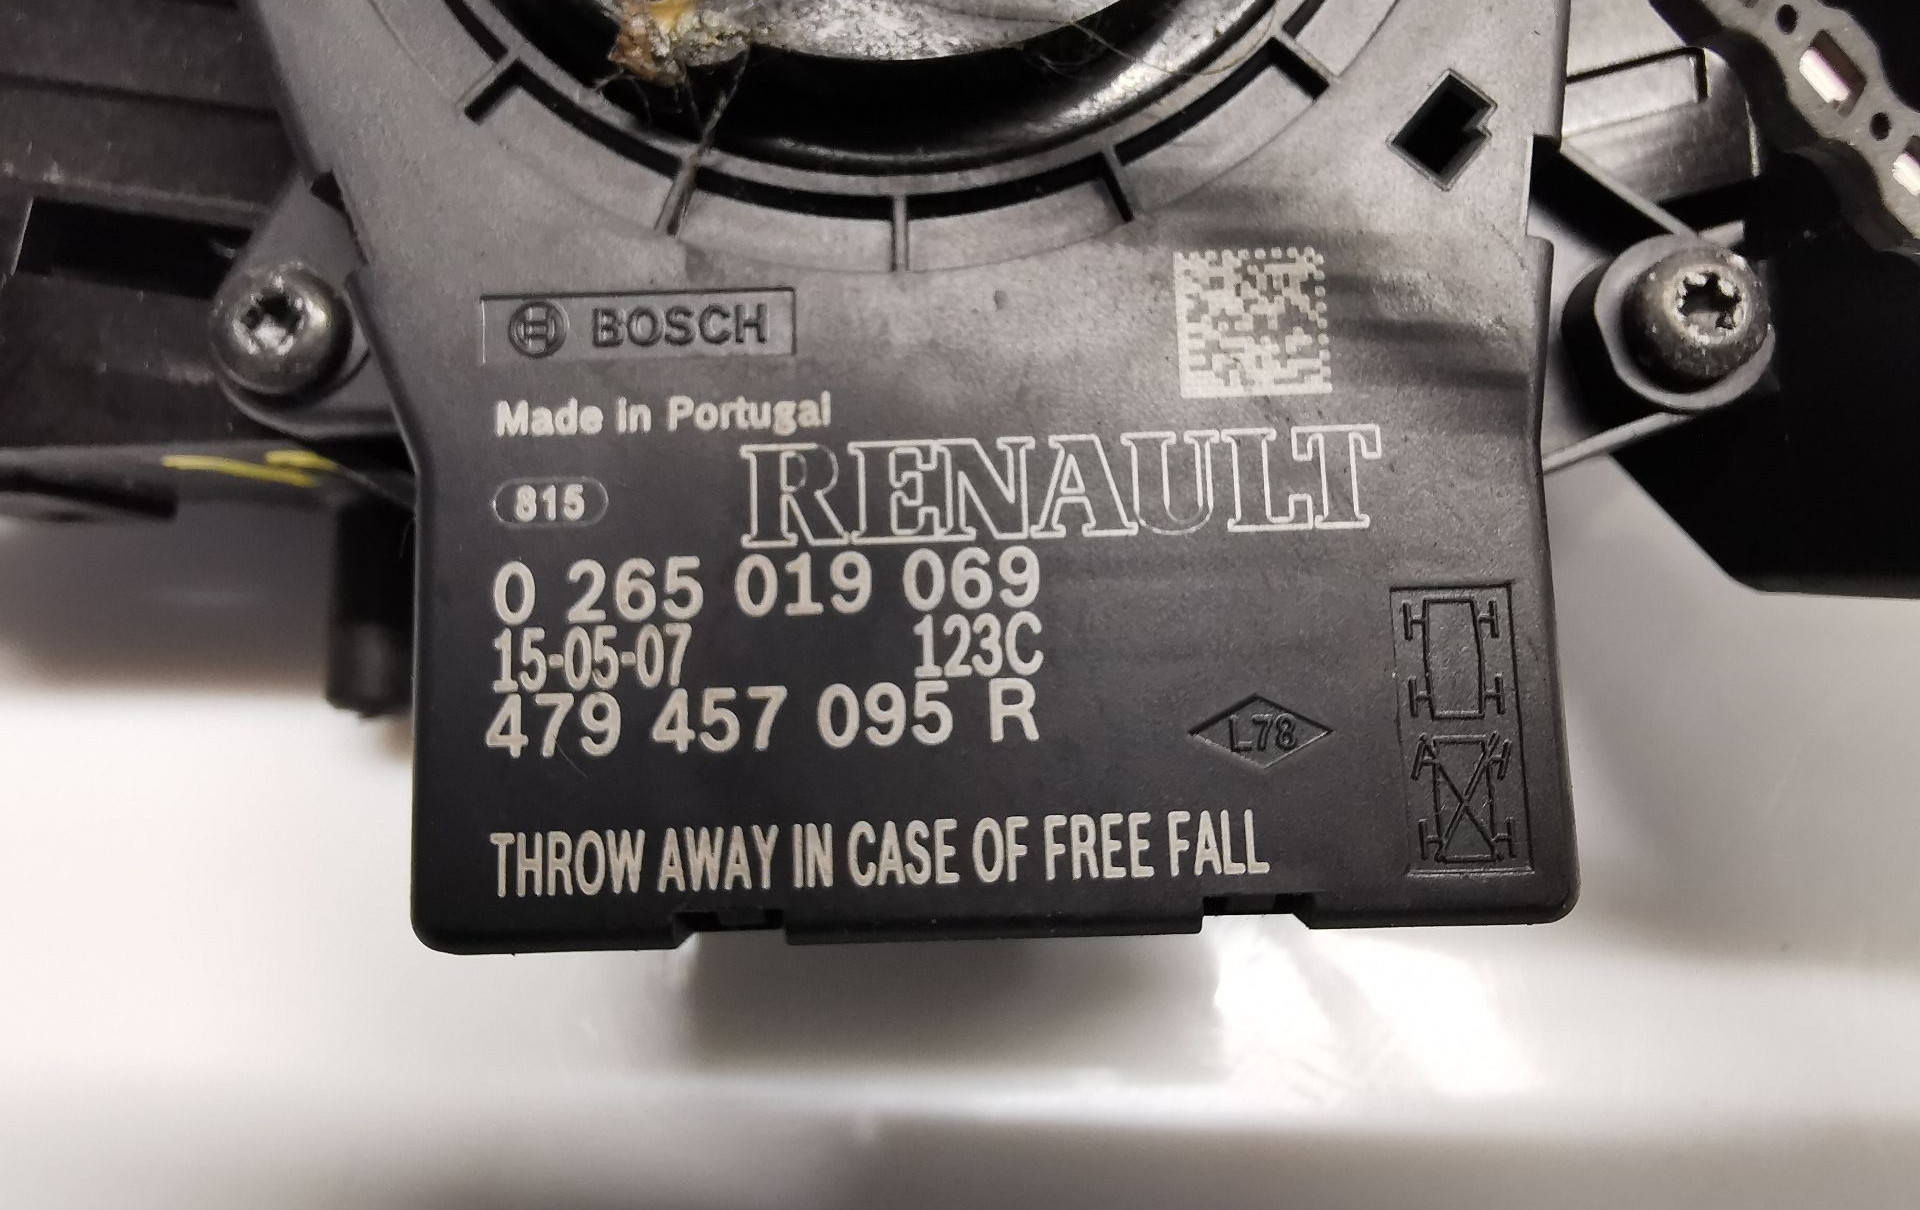 BOSCH
Made in Portugal
815
RENAULT
0 265 019 069
15-05-07 123C
479 457 095 R
L78
THROW AWAY IN CASE OF FREE FALL